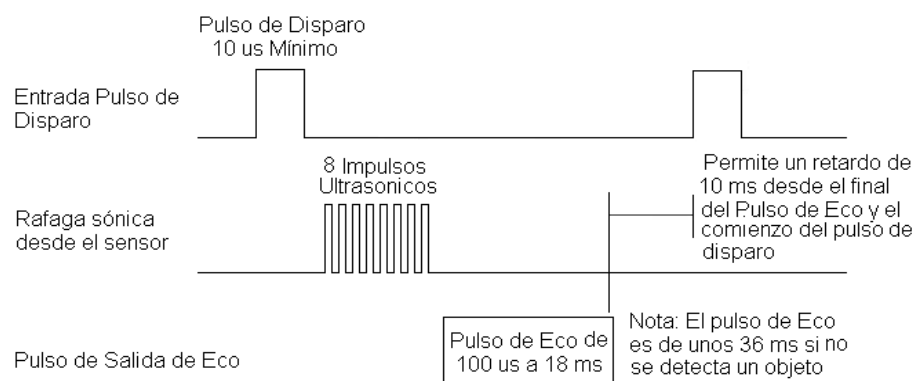 Pulso de Disparo
10 us Mínimo
Entrada Pulso de
Disparo
8 Impulsos
Ultrasonicos
Permite un retardo de
10 ms desde el final
del Pulso de Eco y el
comienzo del pulso de
disparo
Rafaga sónica
desde el sensor
Pulso de Salida de Eco
Pulso de Eco de
100 us a 18 ms
Nota: El pulso de Eco
es de unos 36 ms si no
se detecta un objeto